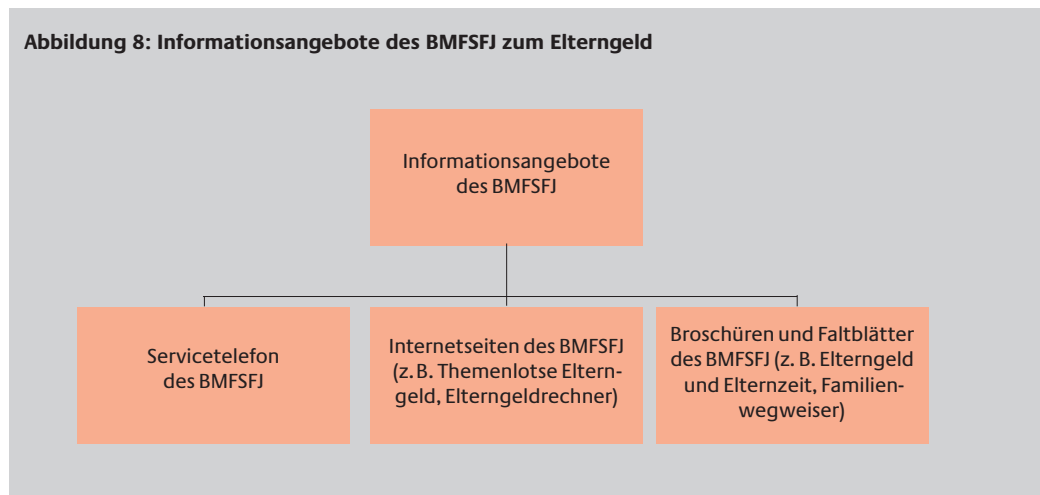 Abbildung 8: Informationsangebote des BMFSFJ zum Elterngeld
Informationsangebote
des BMFSFJ
Servicetelefon
des BMFSFJ
Internetseiten des BMFSFJ
(z. B. Themenlotse Eltern-
geld, Elterngeldrechner)
Broschüren und Faltblätter
des BMFSFJ (z. B. Elterngeld
und Elternzeit, Familien-
wegweiser)